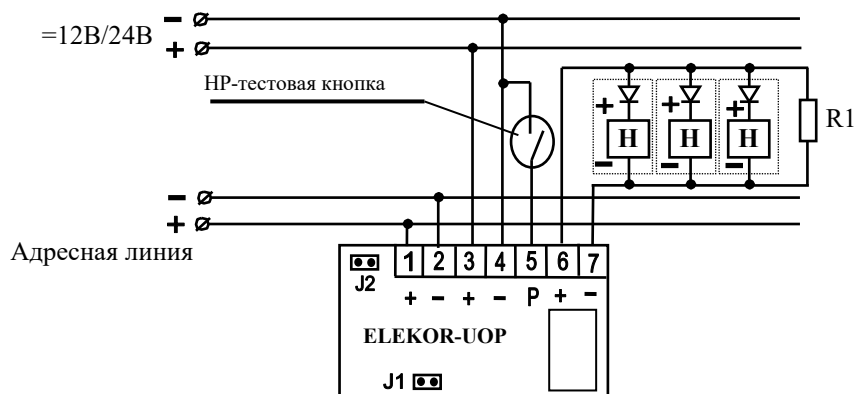 =12В/24В
−
+
НР-тестовая кнопка
+ + +
Н Н Н
− − −
R1
−
+
Адресная линия
J2
1 2 3 4 5 6 7
+ − + − P + −
ELEKOR-UOP
J1